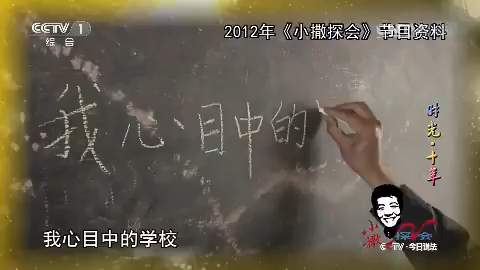 CCTV 1
综合
2012年《小撒探会》节目资料
我心目中的
时光·十年
小撒
探会
CCTV·今日说法
我心目中的学校